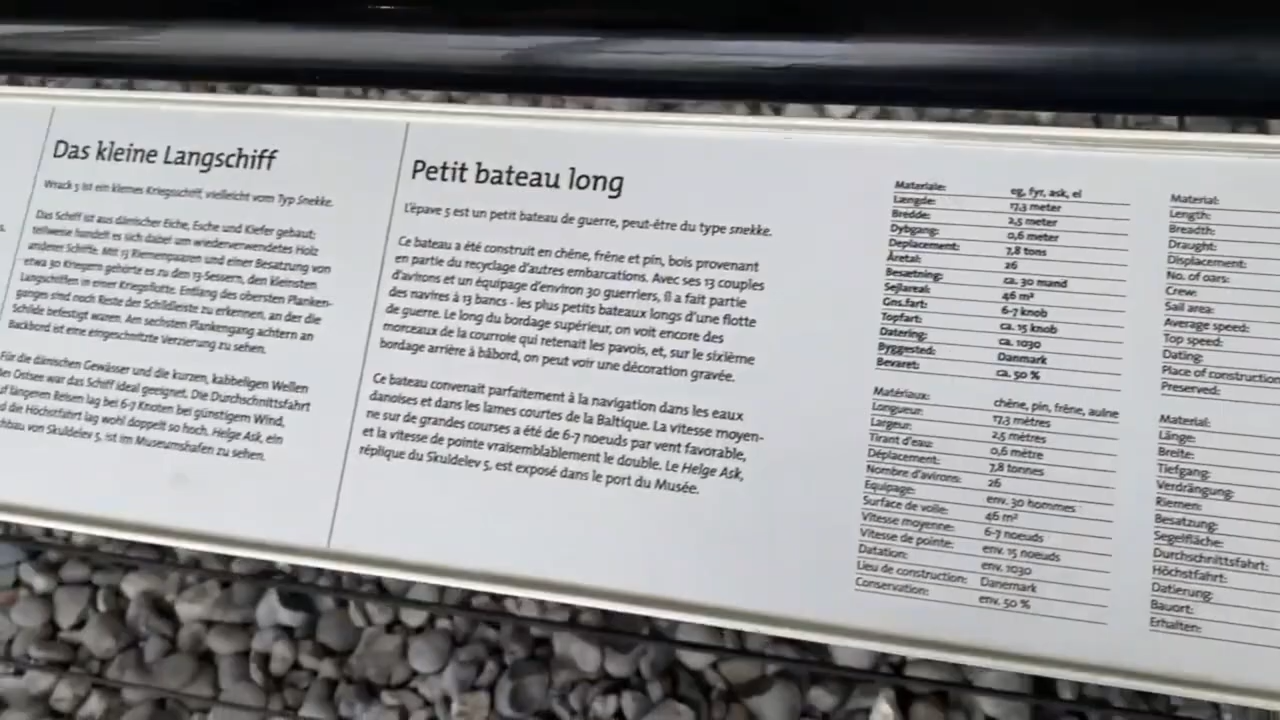 Das kleine Langschiff
Wrack 5 ist ein kleines Kriegsschiff, vielleicht vom Typ Snekke.
Das Schiff ist aus dänischer Eiche, Esche und Kiefer gebaut;
teilweise handelt es sich dabei um wiederverwendetes Holz
anderer Schiffe. Mit 13 Riemenpaaren und einer Besatzung von
etwa 30 Kriegern gehörte es zu den 13-Sessern, den kleinsten
Langschiffen in einer Kriegsflotte. Entlang des obersten Planken-
ganges sind noch Reste der Schildleiste zu erkennen, an der die
Schilde befestigt waren. Am sechsten Plankengang achtern an
Backbord ist eine eingeschnitzte Verzierung zu sehen.
Für die dänischen Gewässer und die kurzen, kabbeligen Wellen
Ostsee war das Schiff ideal geeignet. Die Durchschnittsfahrt
längeren Reisen lag bei 6-7 Knoten bei günstigem Wind,
die Höchstfahrt lag wohl doppelt so hoch. Helge Ask, ein
von Skuldelev 5, ist im Museumshafen zu sehen.
Petit bateau long
L'épave 5 est un petit bateau de guerre, peut-être du type snekke.
Ce bateau a été construit en chêne, frêne et pin, bois provenant
en partie du recyclage d'autres embarcations. Avec ses 13 couples
d'avirons et un équipage d'environ 30 guerriers, il a fait partie
des navires à 13 bancs - les plus petits bateaux longs d'une flotte
de guerre. Le long du bordage supérieur, on voit encore des
morceaux de la courroie qui retenait les pavois, et, sur le sixième
bordage arrière à bâbord, on peut voir une décoration gravée.
Ce bateau convenait parfaitement à la navigation dans les eaux
danoises et dans les lames courtes de la Baltique. La vitesse moyen-
ne sur de grandes courses a été de 6-7 noeuds par vent favorable,
et la vitesse de pointe vraisemblablement le double. Le Helge Ask,
réplique du Skuldelev 5, est exposé dans le port du Musée.
Materiale: eg, fyr, ask, el
Længde: 17,3 meter
Bredde: 2,5 meter
Dybgang: 0,6 meter
Deplacement: 7,8 tons
Åretal: 26
Besætning: ca. 30 mand
Sejlareal: 46 m²
Gns.fart: 6-7 knob
Topfart: ca. 15 knob
Datering: ca. 1030
Byggested: Danmark
Bevaret: ca. 50 %
Matériaux: chêne, pin, frêne, aulne
Longueur: 17,3 mètres
Largeur: 2,5 mètres
Tirant d'eau: 0,6 mètre
Déplacement: 7,8 tonnes
Nombre d'avirons: 26
Equipage: env. 30 hommes
Surface de voile: 46 m²
Vitesse moyenne: 6-7 noeuds
Vitesse de pointe: env. 15 noeuds
Datation: env. 1030
Lieu de construction: Danemark
Conservation: env. 50 %
Material:
Length:
Breadth:
Draught:
Displacement:
No. of oars:
Crew:
Sail area:
Average speed:
Top speed:
Dating:
Place of construction
Preserved:
Material:
Länge:
Breite:
Tiefgang:
Verdrängung:
Riemen:
Besatzung:
Segelfläche:
Durchschnittsfahrt:
Höchstfahrt:
Datierung:
Bauort:
Erhalten: